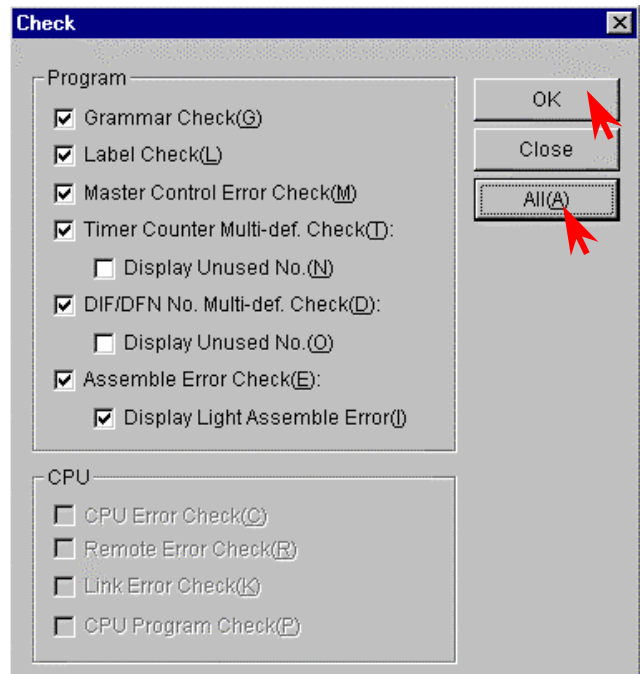 Check
Program
Grammar Check(G)
Label Check(L)
Master Control Error Check(M)
Timer Counter Multi-def. Check(T):
Display Unused No.(N)
DIF/DFN No. Multi-def. Check(D):
Display Unused No.(O)
Assemble Error Check(E):
Display Light Assemble Error(I)
OK
Close
All(A)
CPU
CPU Error Check(C)
Remote Error Check(R)
Link Error Check(K)
CPU Program Check(P)